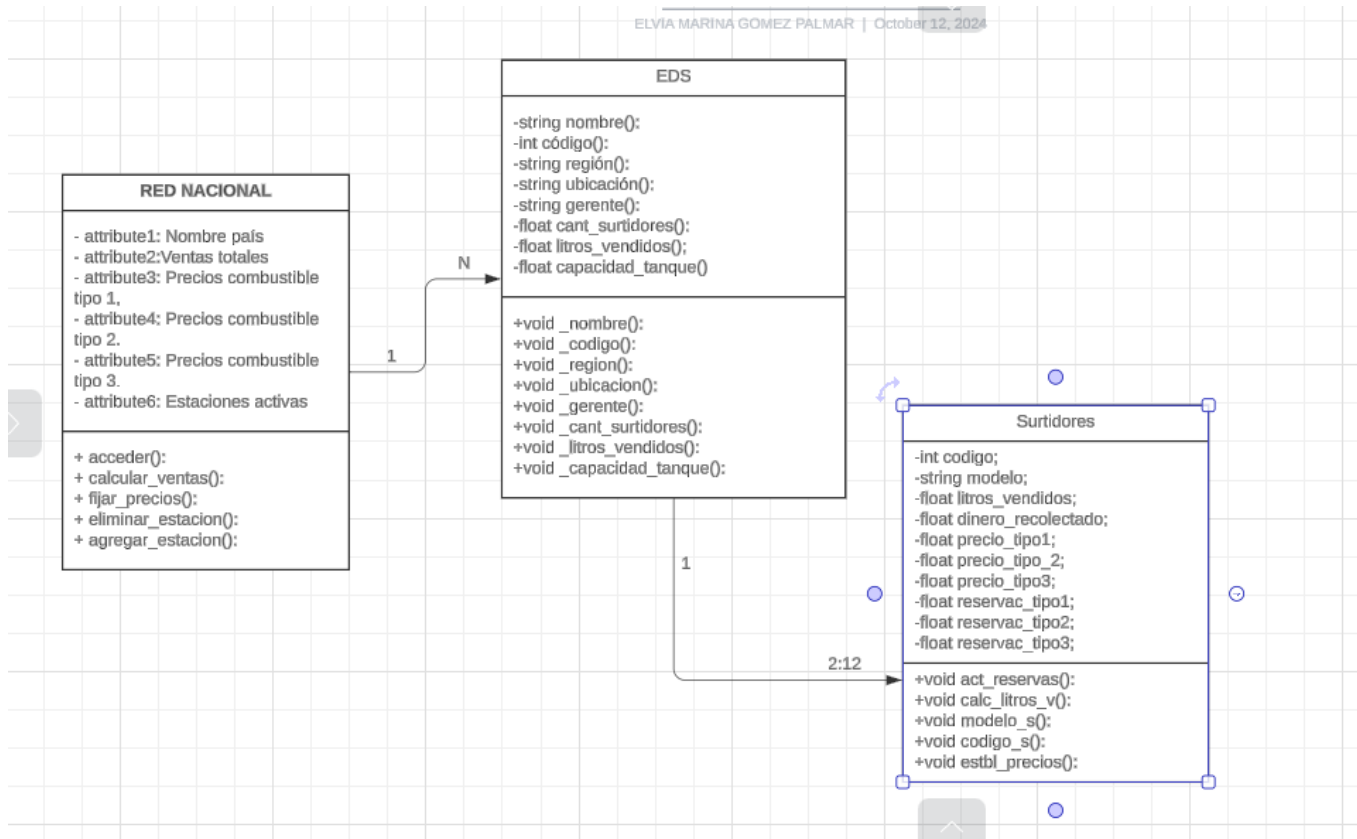 ELVIA MARINA GOMEZ PALMAR | October 12, 2024
RED NACIONAL
- attribute1: Nombre país
- attribute2:Ventas totales
- attribute3: Precios combustible
tipo 1,
- attribute4: Precios combustible
tipo 2.
- attribute5: Precios combustible
tipo 3.
- attribute6: Estaciones activas
+ acceder():
+ calcular_ventas():
+ fijar_precios():
+ eliminar_estacion():
+ agregar_estacion():
1
N
EDS
-string nombre():
-int código():
-string región():
-string ubicación():
-string gerente():
-float cant_surtidores():
-float litros_vendidos();
-float capacidad_tanque()
+void _nombre():
+void _codigo():
+void _region():
+void _ubicacion():
+void _gerente():
+void _cant_surtidores():
+void _litros_vendidos():
+void _capacidad_tanque():
1
2:12
Surtidores
-int codigo;
-string modelo;
-float litros_vendidos;
-float dinero_recolectado;
-float precio_tipo1;
-float precio_tipo_2;
-float precio_tipo3;
-float reservac_tipo1;
-float reservac_tipo2;
-float reservac_tipo3;
+void act_reservas():
+void calc_litros_v():
+void modelo_s():
+void codigo_s():
+void estbl_precios():